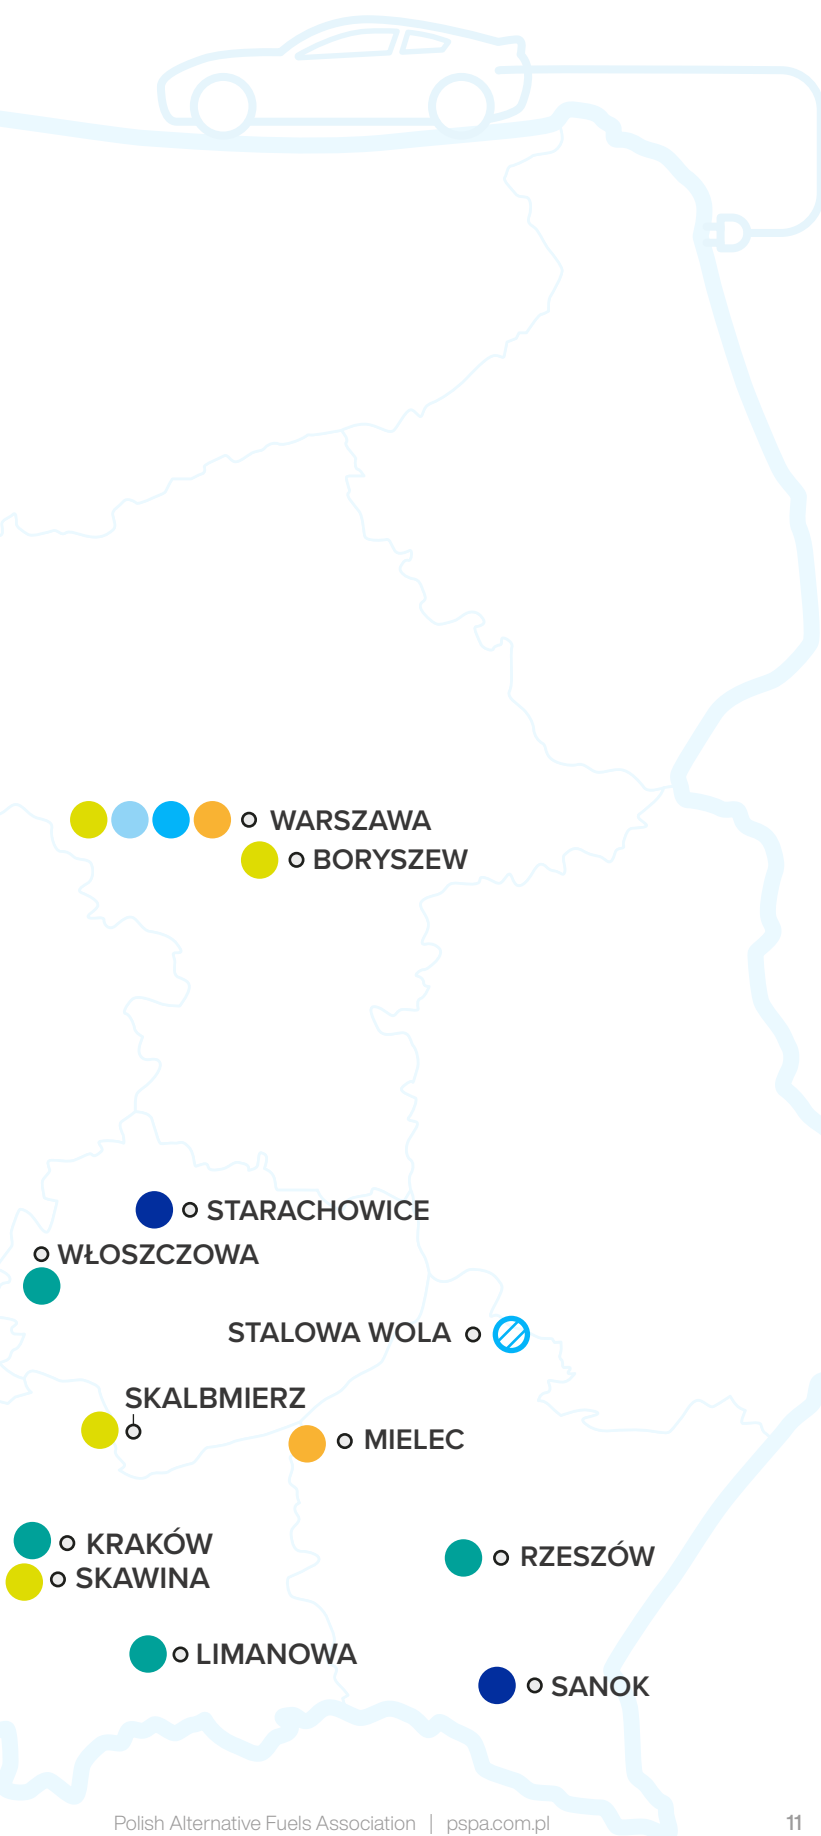 WARSZAWA
BORYSZEW
STARACHOWICE
WŁOSZCZOWA
STALOWA WOLA
SKALBMIERZ
MIELEC
KRAKÓW
RZESZÓW
SKAWINA
LIMANOWA
SANOK
Polish Alternative Fuels Association | pspa.com.pl 11